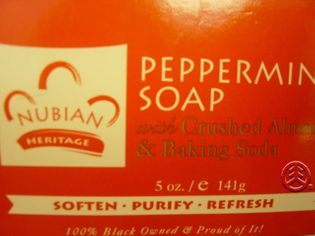 NUBIAN
HERITAGE
PEPPERMIN
SOAP
with Crushed Alm
& Baking Soda
5 oz. / e 141g
SOFTEN · PURIFY · REFRESH
100% Black Owned & Proud of It!